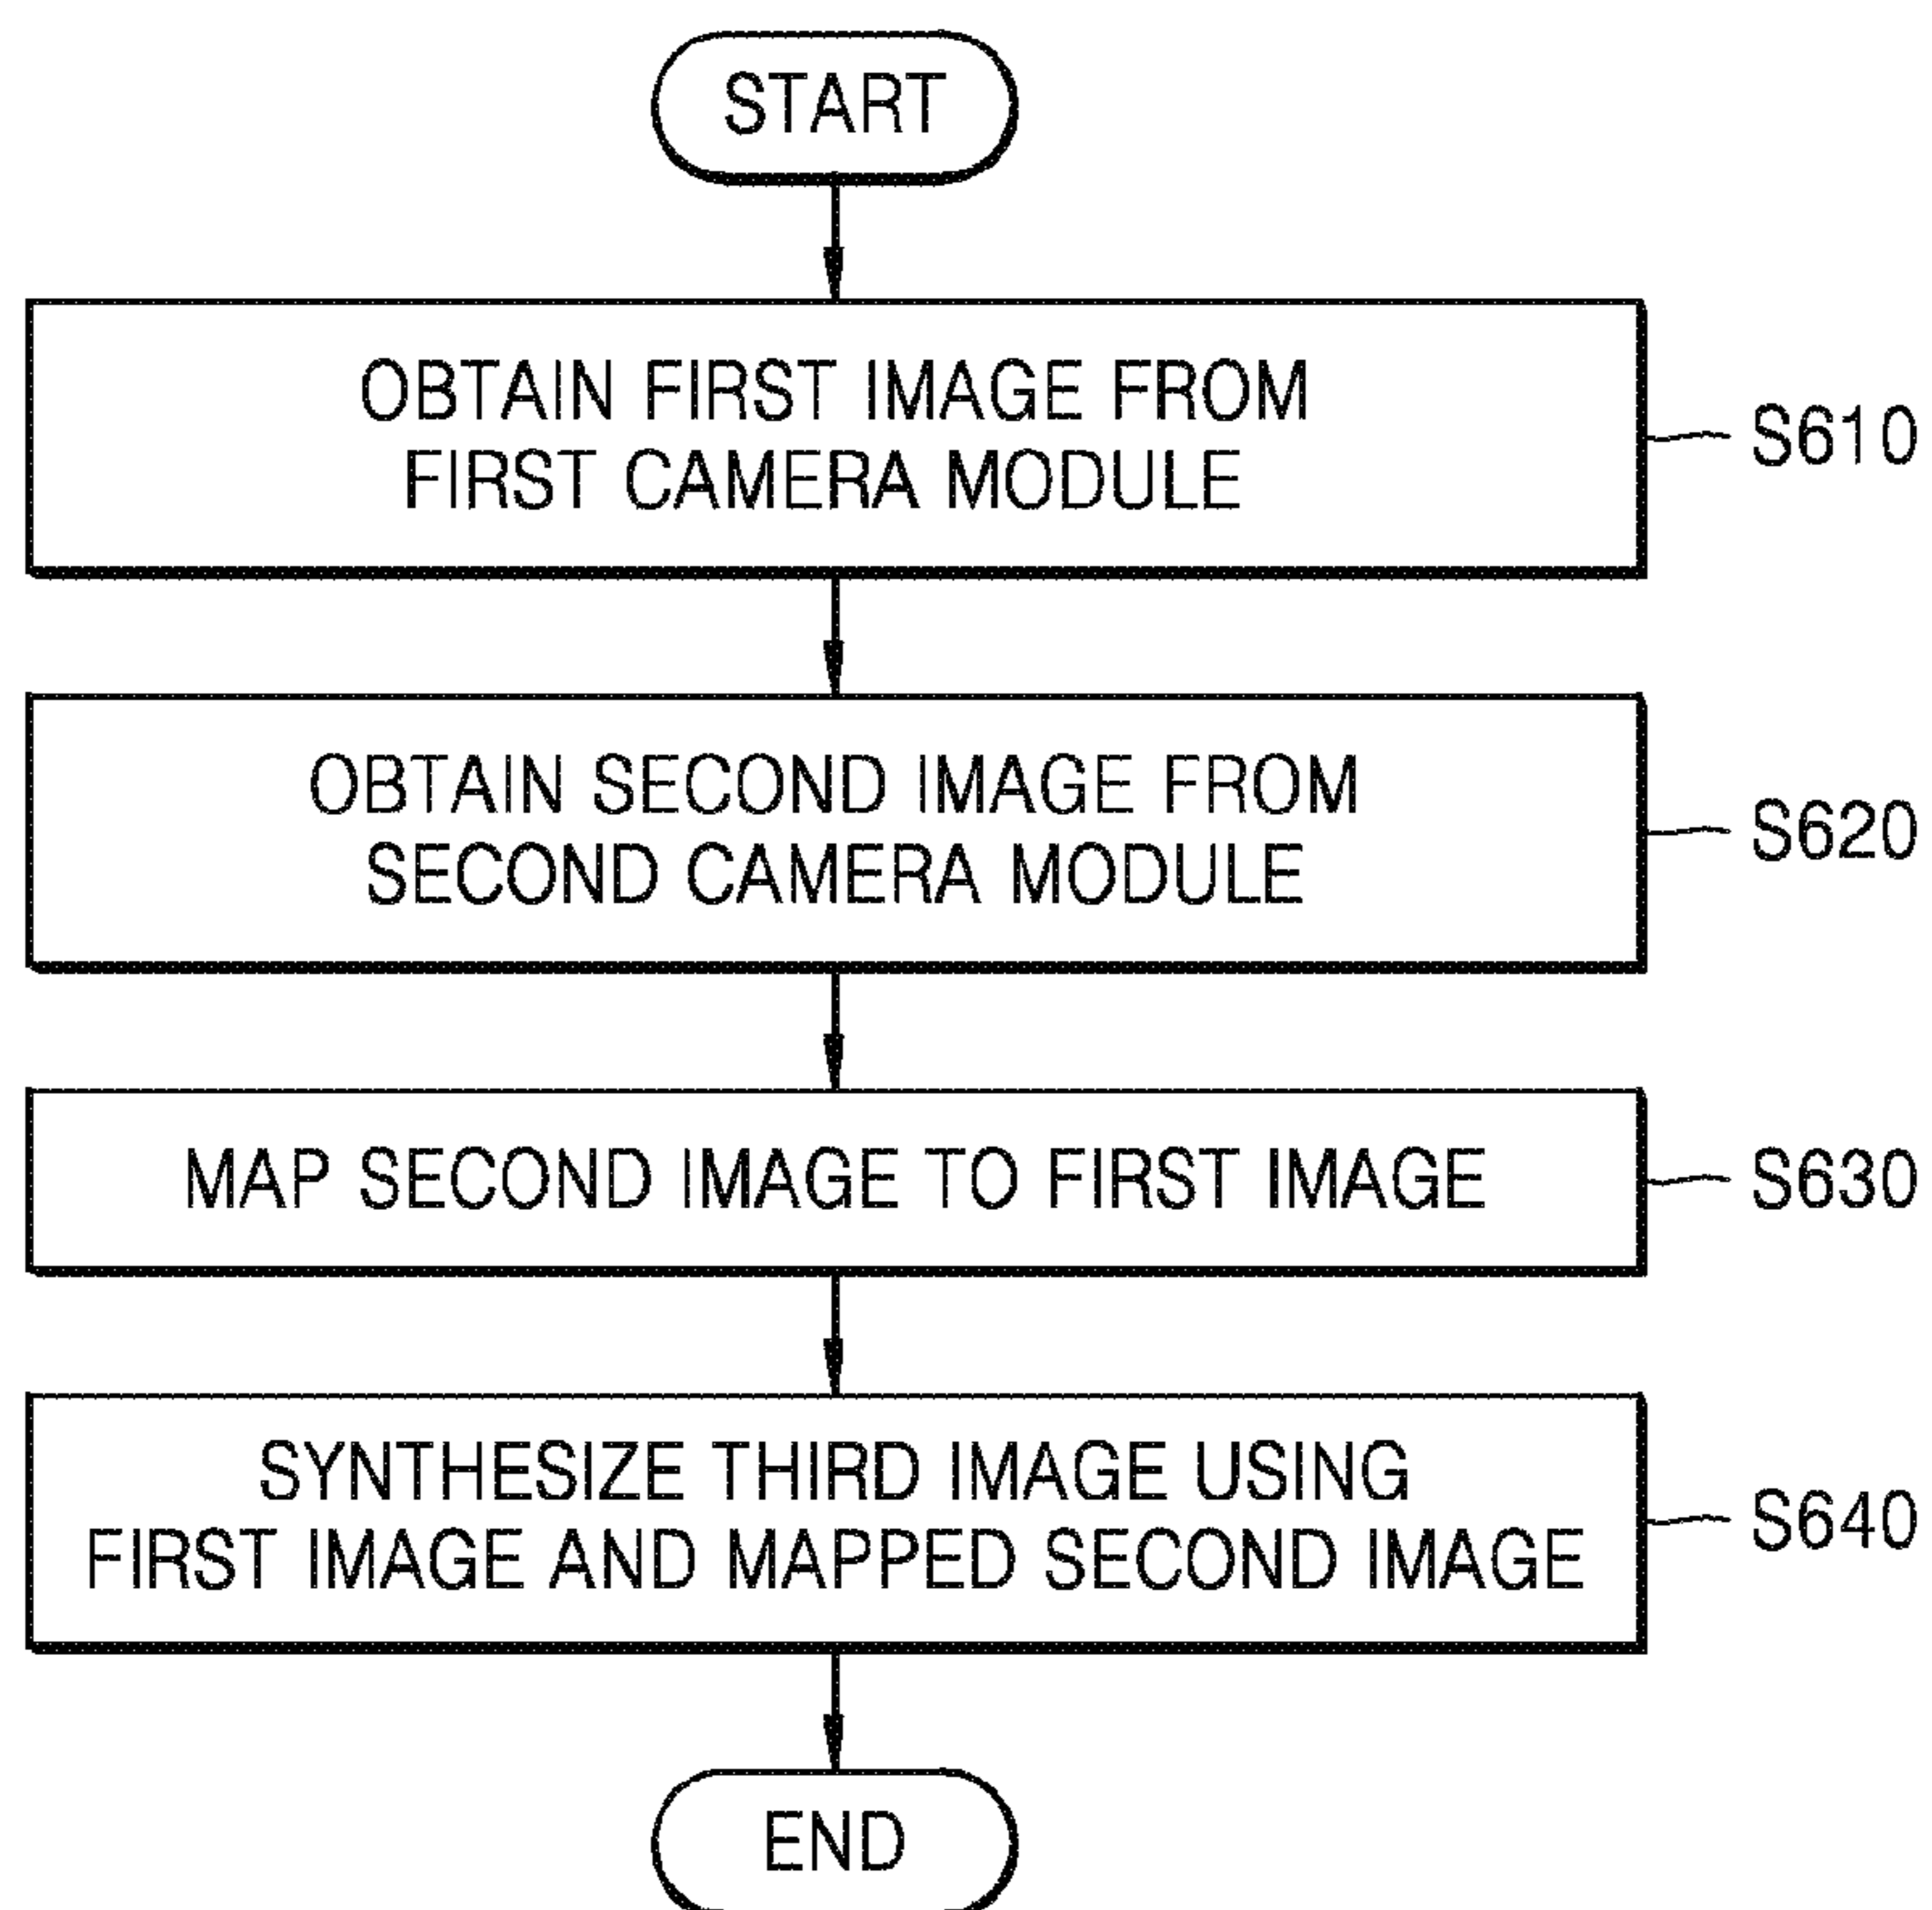 START
OBTAIN FIRST IMAGE FROM
FIRST CAMERA MODULE
S610
OBTAIN SECOND IMAGE FROM
SECOND CAMERA MODULE
S620
MAP SECOND IMAGE TO FIRST IMAGE
S630
SYNTHESIZE THIRD IMAGE USING
FIRST IMAGE AND MAPPED SECOND IMAGE
S640
END